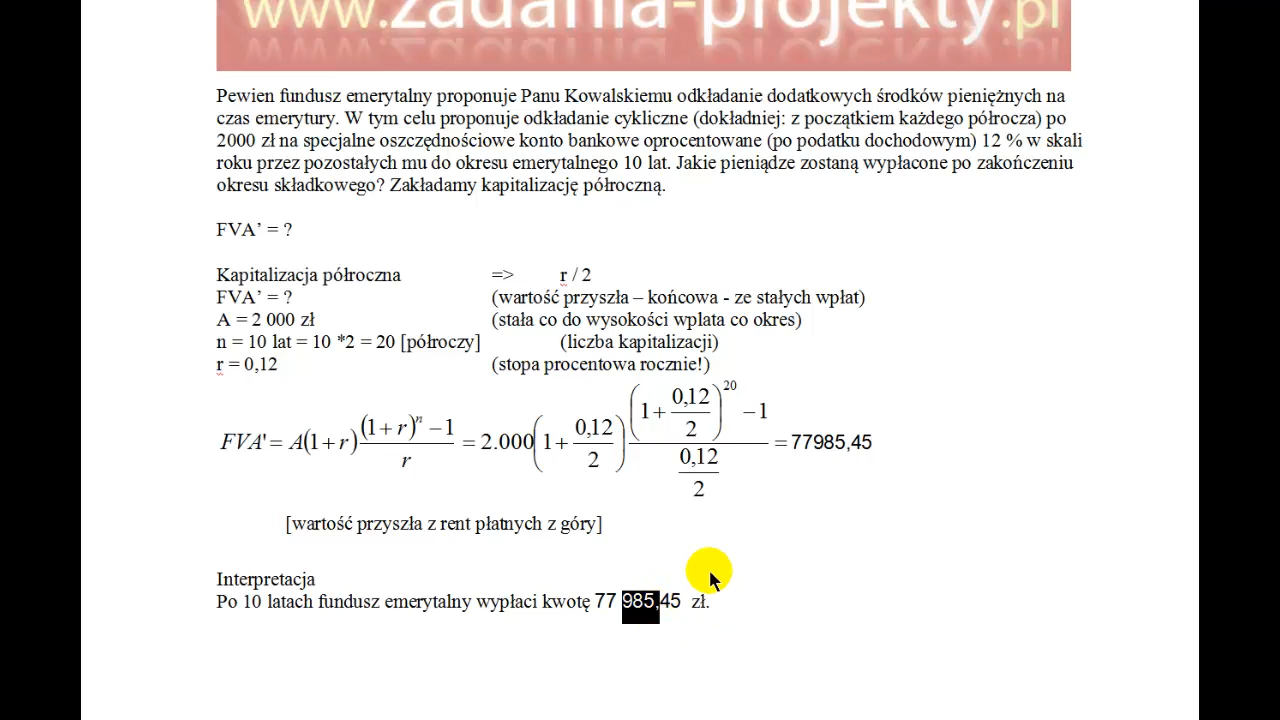 www.zadania-projekty.pl
Pewien fundusz emerytalny proponuje Panu Kowalskiemu odkładanie dodatkowych środków pieniężnych na
czas emerytury. W tym celu proponuje odkładanie cykliczne (dokładniej: z początkiem każdego półrocza) po
2000 zł na specjalne oszczędnościowe konto bankowe oprocentowane (po podatku dochodowym) 12 % w skali
roku przez pozostałych mu do okresu emerytalnego 10 lat. Jakie pieniądze zostaną wypłacone po zakończeniu
okresu składkowego? Zakładamy kapitalizację półroczną.
FVA’ = ?
Kapitalizacja półroczna => r / 2
FVA’ = ? (wartość przyszła – końcowa - ze stałych wpłat)
A = 2 000 zł (stała co do wysokości wplata co okres)
n = 10 lat = 10 *2 = 20 [półroczy] (liczba kapitalizacji)
r = 0,12 (stopa procentowa rocznie!)
FVA' = A(1 + r) ((1 + r)^n − 1) / r = 2.000 (1 + 0,12/2) ((1 + 0,12/2)^20 − 1) / (0,12/2) = 77985,45
[wartość przyszła z rent płatnych z góry]
Interpretacja
Po 10 latach fundusz emerytalny wypłaci kwotę 77 985,45 zł.